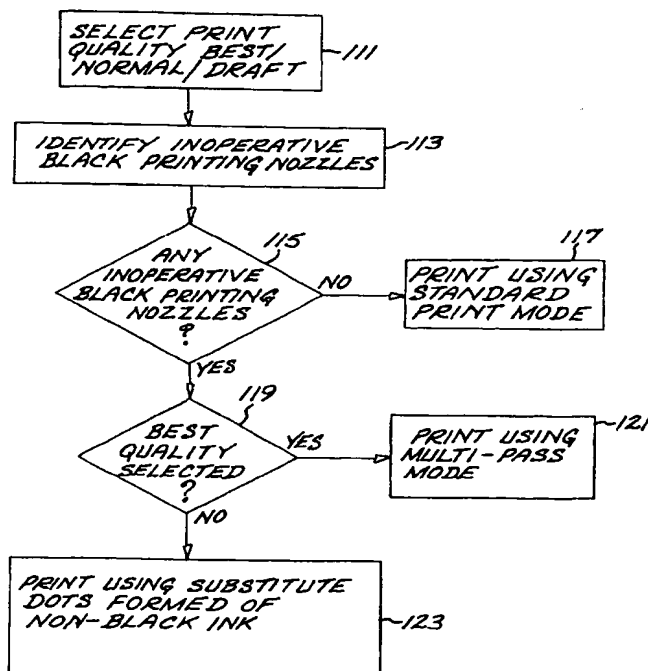 SELECT PRINT
QUALITY BEST/
NORMAL/DRAFT
111
IDENTIFY INOPERATIVE
BLACK PRINTING NOZZLES
113
ANY
INOPERATIVE
BLACK PRINTING
NOZZLES
?
115
NO
PRINT USING
STANDARD
PRINT MODE
117
YES
BEST
QUALITY
SELECTED
?
119
YES
PRINT USING
MULTI-PASS
MODE
121
NO
PRINT USING SUBSTITUTE
DOTS FORMED OF
NON-BLACK INK
123